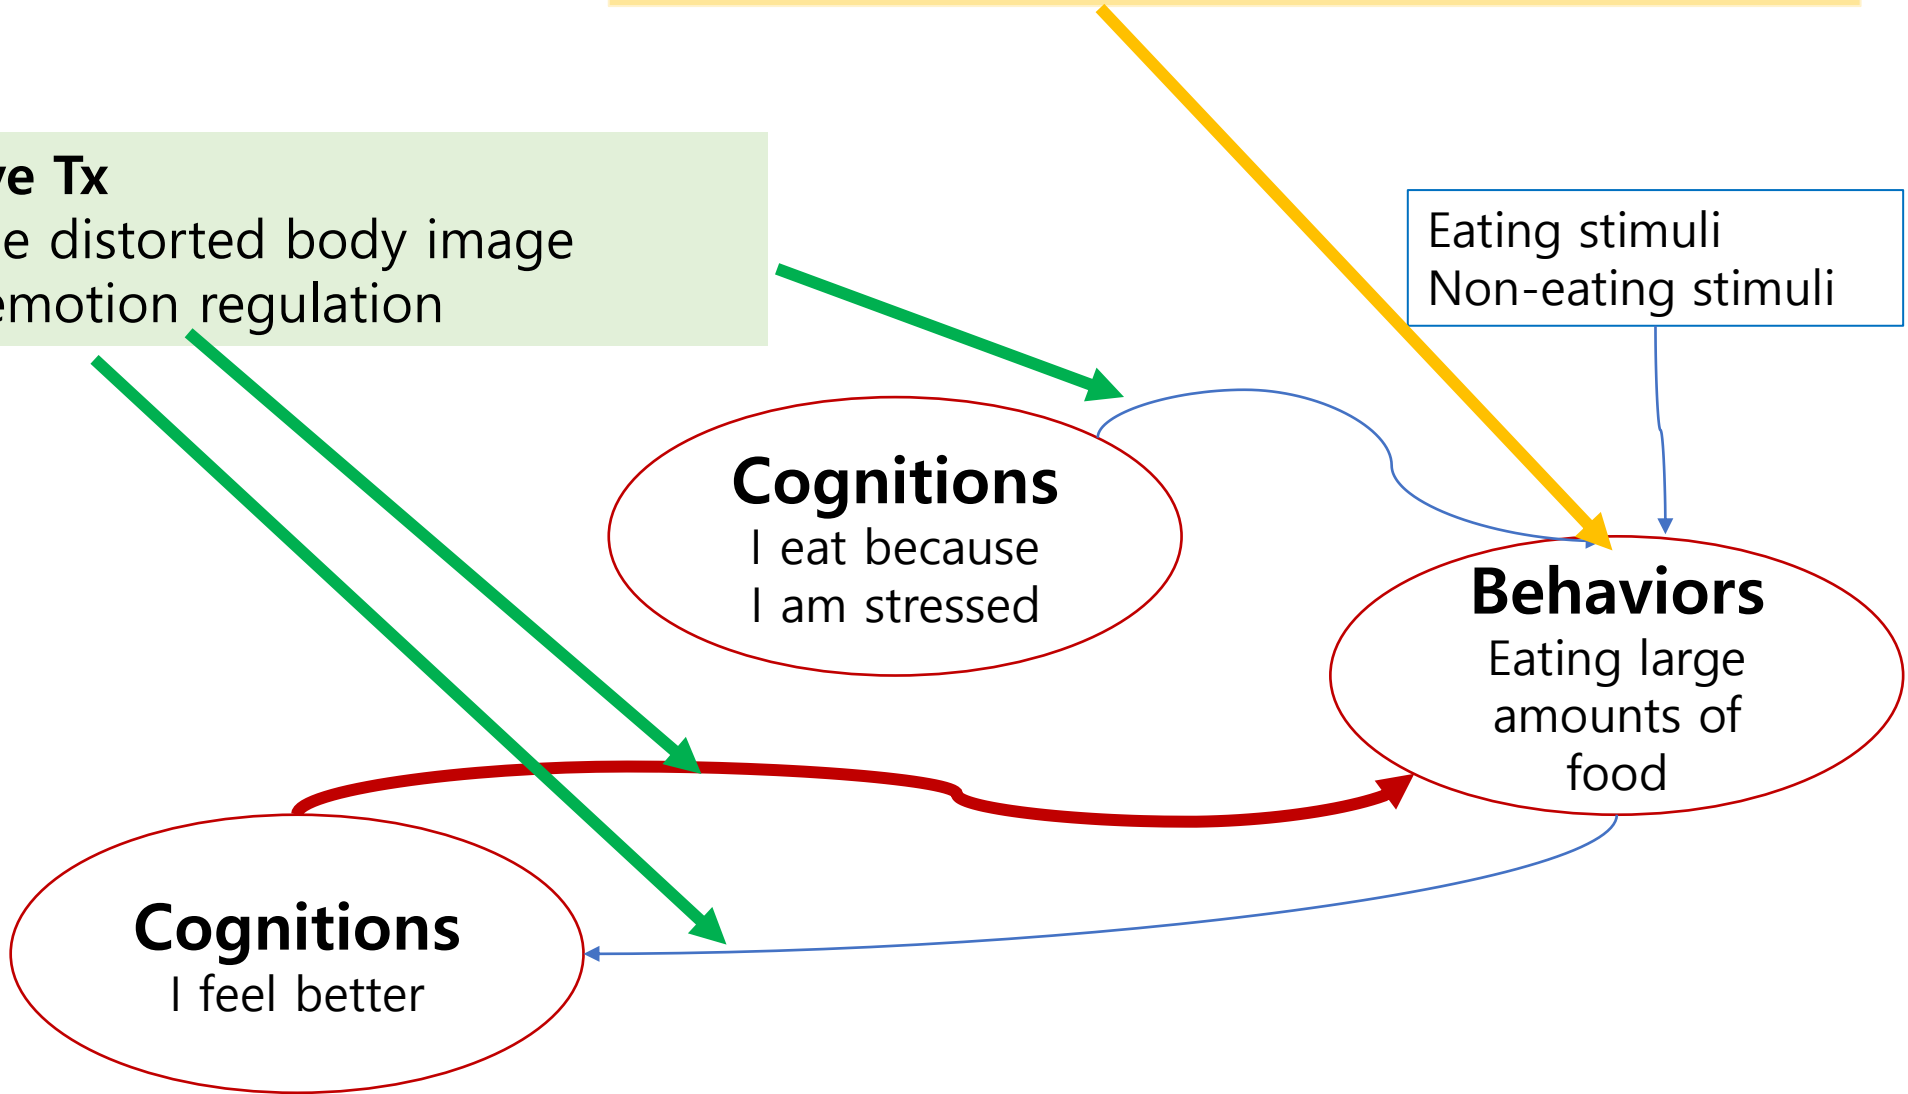 Tx
distorted body image
emotion regulation
Eating stimuli
Non-eating stimuli
Cognitions
I eat because
I am stressed
Behaviors
Eating large
amounts of
food
Cognitions
I feel better